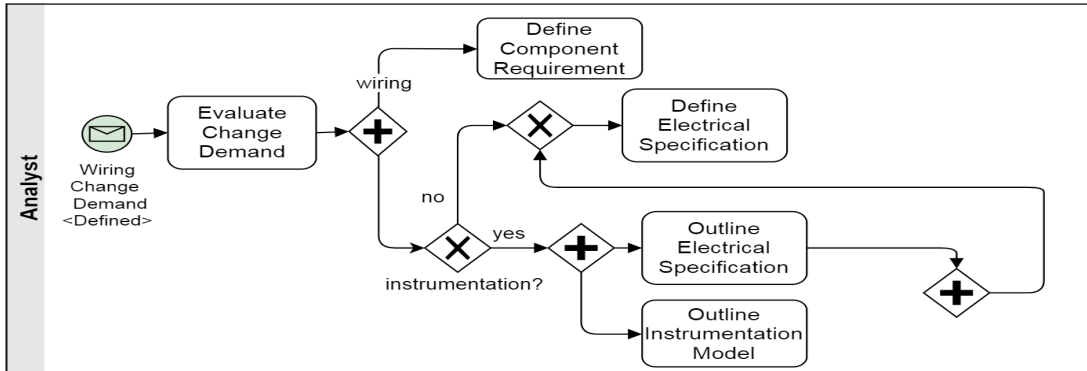 Analyst
Wiring
Change
Demand
<Defined>
Evaluate
Change
Demand
wiring
Define
Component
Requirement
Define
Electrical
Specification
no
yes
instrumentation?
Outline
Electrical
Specification
Outline
Instrumentation
Model